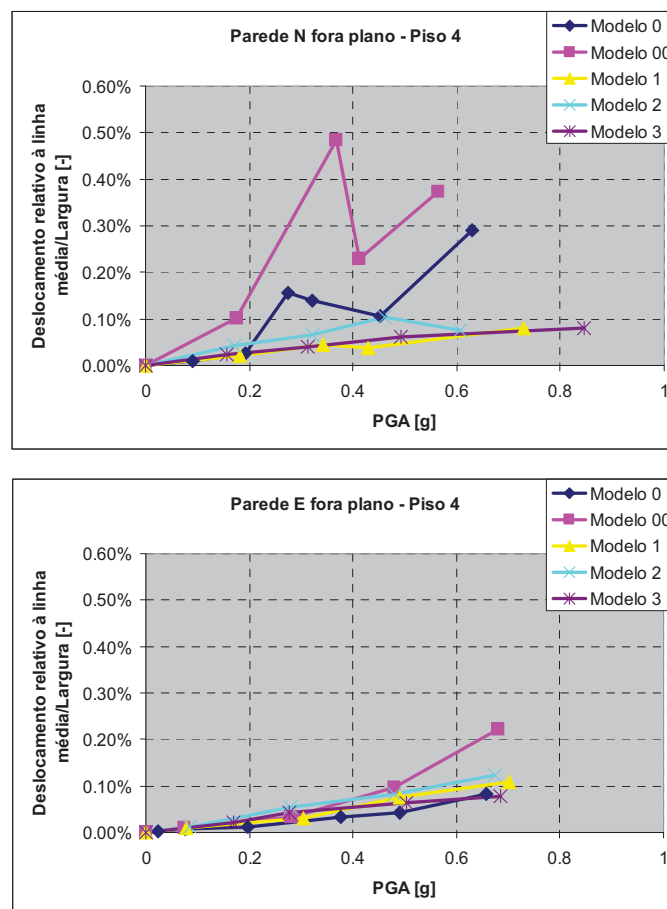 Parede N fora plano - Piso 4
Modelo 0
Modelo 00
Modelo 1
Modelo 2
Modelo 3
0.60%
0.50%
0.40%
0.30%
0.20%
0.10%
0.00%
Deslocamento relativo à linha
média/Largura [-]
0
0.2
0.4
0.6
0.8
1
PGA [g]
Parede E fora plano - Piso 4
Modelo 0
Modelo 00
Modelo 1
Modelo 2
Modelo 3
0.60%
0.50%
0.40%
0.30%
0.20%
0.10%
0.00%
Deslocamento relativo à linha
média/Largura [-]
0
0.2
0.4
0.6
0.8
1
PGA [g]